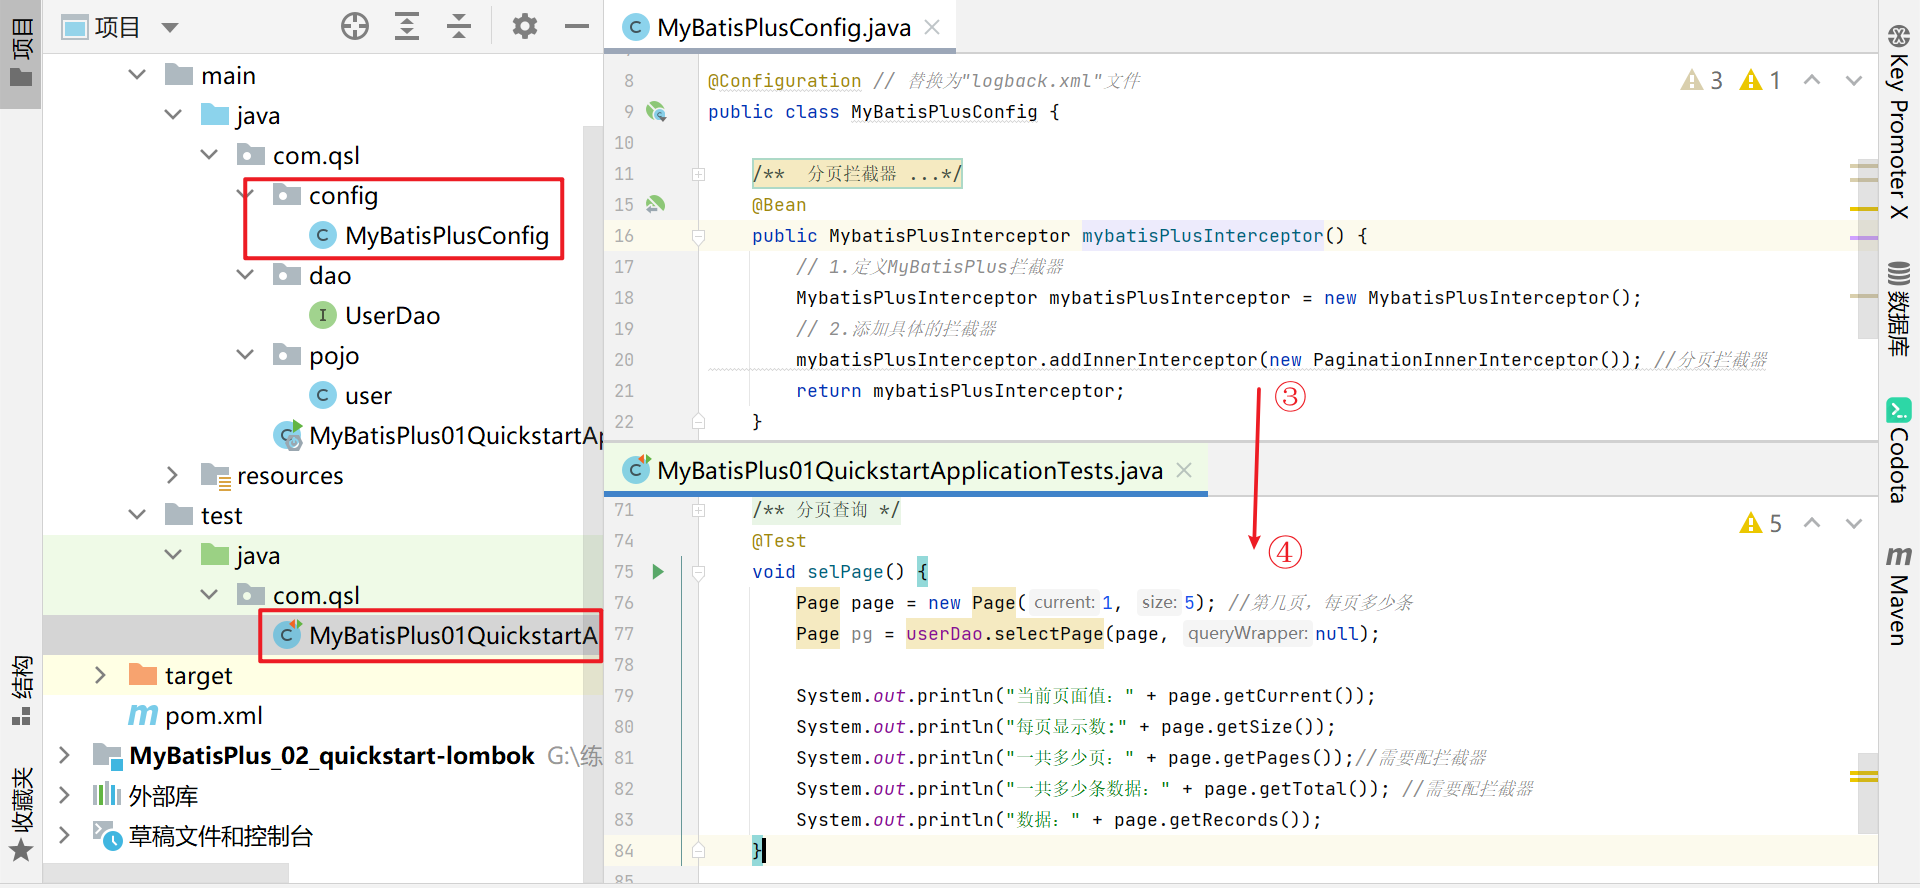 项目
结构
收藏夹
项目
main
java
com.qsl
config
MyBatisPlusConfig
dao
UserDao
pojo
user
MyBatisPlus01QuickstartAp
resources
test
java
com.qsl
MyBatisPlus01QuickstartA
target
pom.xml
MyBatisPlus_02_quickstart-lombok G:\练
外部库
草稿文件和控制台
MyBatisPlusConfig.java
3 1
8 @Configuration // 替换为"logback.xml"文件
9 public class MyBatisPlusConfig {
10
11 /** 分页拦截器 ...*/
15 @Bean
16 public MybatisPlusInterceptor mybatisPlusInterceptor() {
17 // 1.定义MyBatisPlus拦截器
18 MybatisPlusInterceptor mybatisPlusInterceptor = new MybatisPlusInterceptor();
19 // 2.添加具体的拦截器
20 mybatisPlusInterceptor.addInnerInterceptor(new PaginationInnerInterceptor()); //分页拦截器
21 return mybatisPlusInterceptor;
③
22 }
MyBatisPlus01QuickstartApplicationTests.java
5
71 /** 分页查询 */
74 @Test
④
75 void selPage() {
76 Page page = new Page( current: 1, size: 5); //第几页，每页多少条
77 Page pg = userDao.selectPage(page, queryWrapper: null);
78
79 System.out.println("当前页面值：" + page.getCurrent());
80 System.out.println("每页显示数:" + page.getSize());
81 System.out.println("一共多少页：" + page.getPages());//需要配拦截器
82 System.out.println("一共多少条数据：" + page.getTotal()); //需要配拦截器
83 System.out.println("数据：" + page.getRecords());
84 }
85
Key Promoter X
数据库
Codota
m Maven